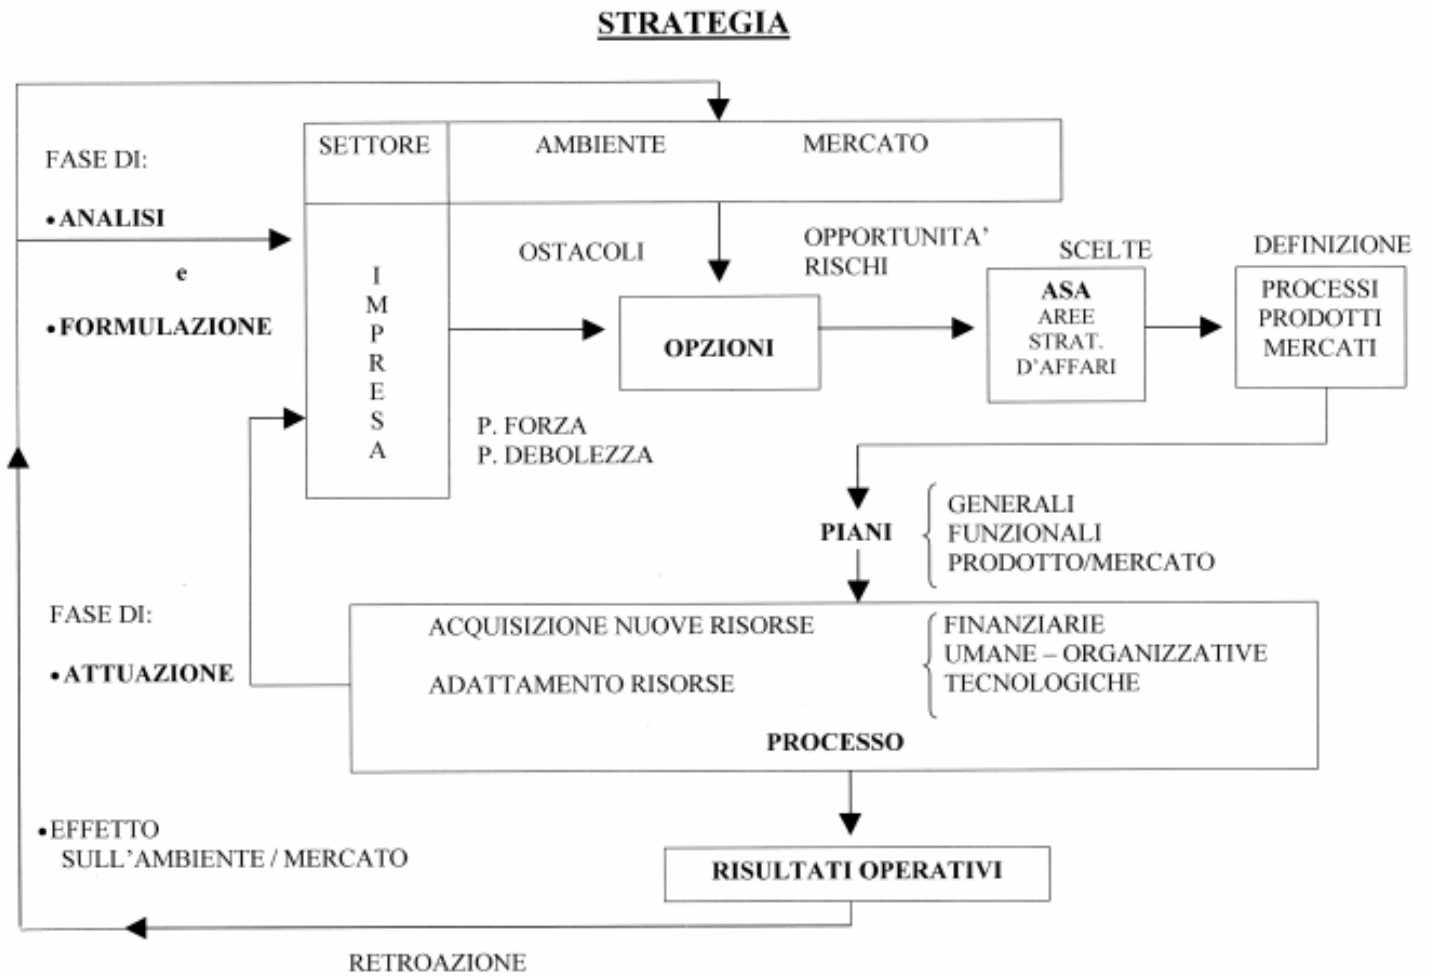 STRATEGIA
SETTORE AMBIENTE MERCATO
FASE DI:
•ANALISI
e
•FORMULAZIONE
I
M
P
R
E
S
A
OSTACOLI
OPPORTUNITA’
RISCHI
OPZIONI
P. FORZA
P. DEBOLEZZA
SCELTE
ASA
AREE
STRAT.
D’AFFARI
DEFINIZIONE
PROCESSI
PRODOTTI
MERCATI
PIANI
GENERALI
FUNZIONALI
PRODOTTO/MERCATO
FASE DI:
•ATTUAZIONE
ACQUISIZIONE NUOVE RISORSE
ADATTAMENTO RISORSE
FINANZIARIE
UMANE – ORGANIZZATIVE
TECNOLOGICHE
PROCESSO
•EFFETTO
SULL’AMBIENTE / MERCATO
RISULTATI OPERATIVI
RETROAZIONE